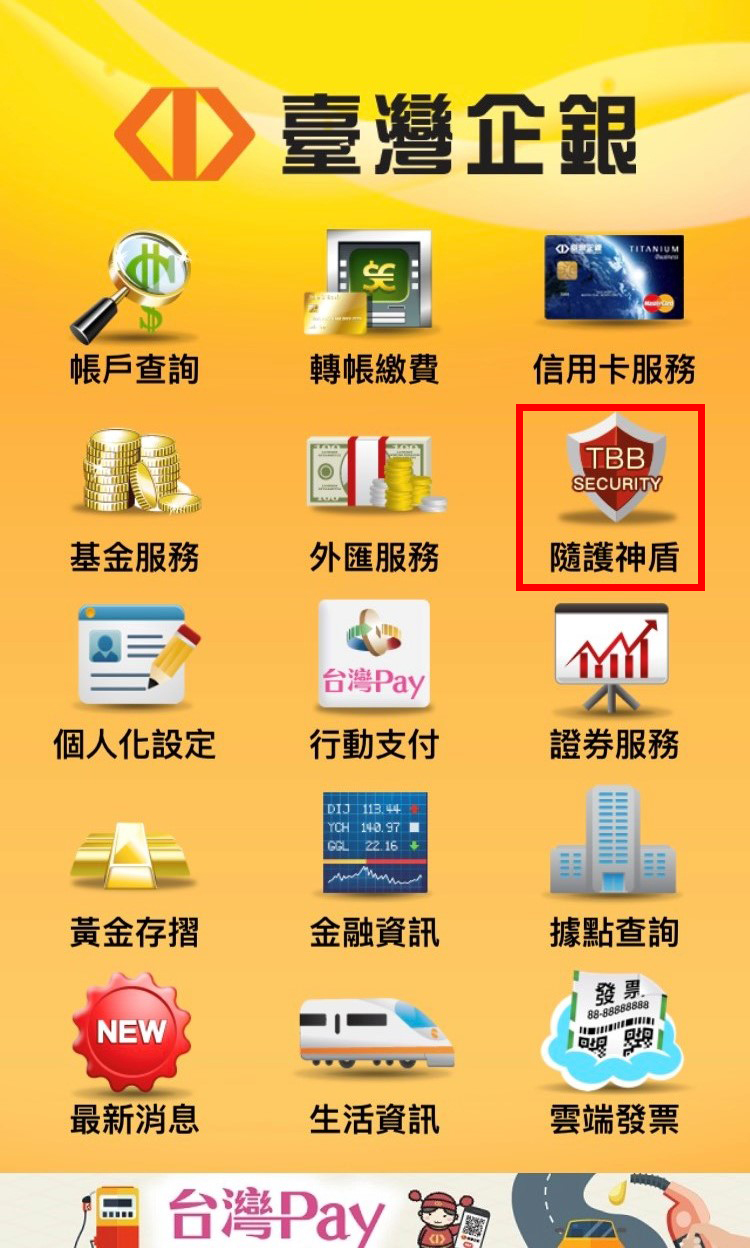 臺灣企銀
TITANIUM
Business
MasterCard
帳戶查詢
轉帳繳費
信用卡服務
TBB
SECURITY
基金服務
外匯服務
隨護神盾
台灣Pay
個人化設定
行動支付
證券服務
DIJ 113.44
YCH 140.97
GGL 22.16
黃金存摺
金融資訊
據點查詢
NEW
發票
88-88888888
最新消息
生活資訊
雲端發票
台灣Pay